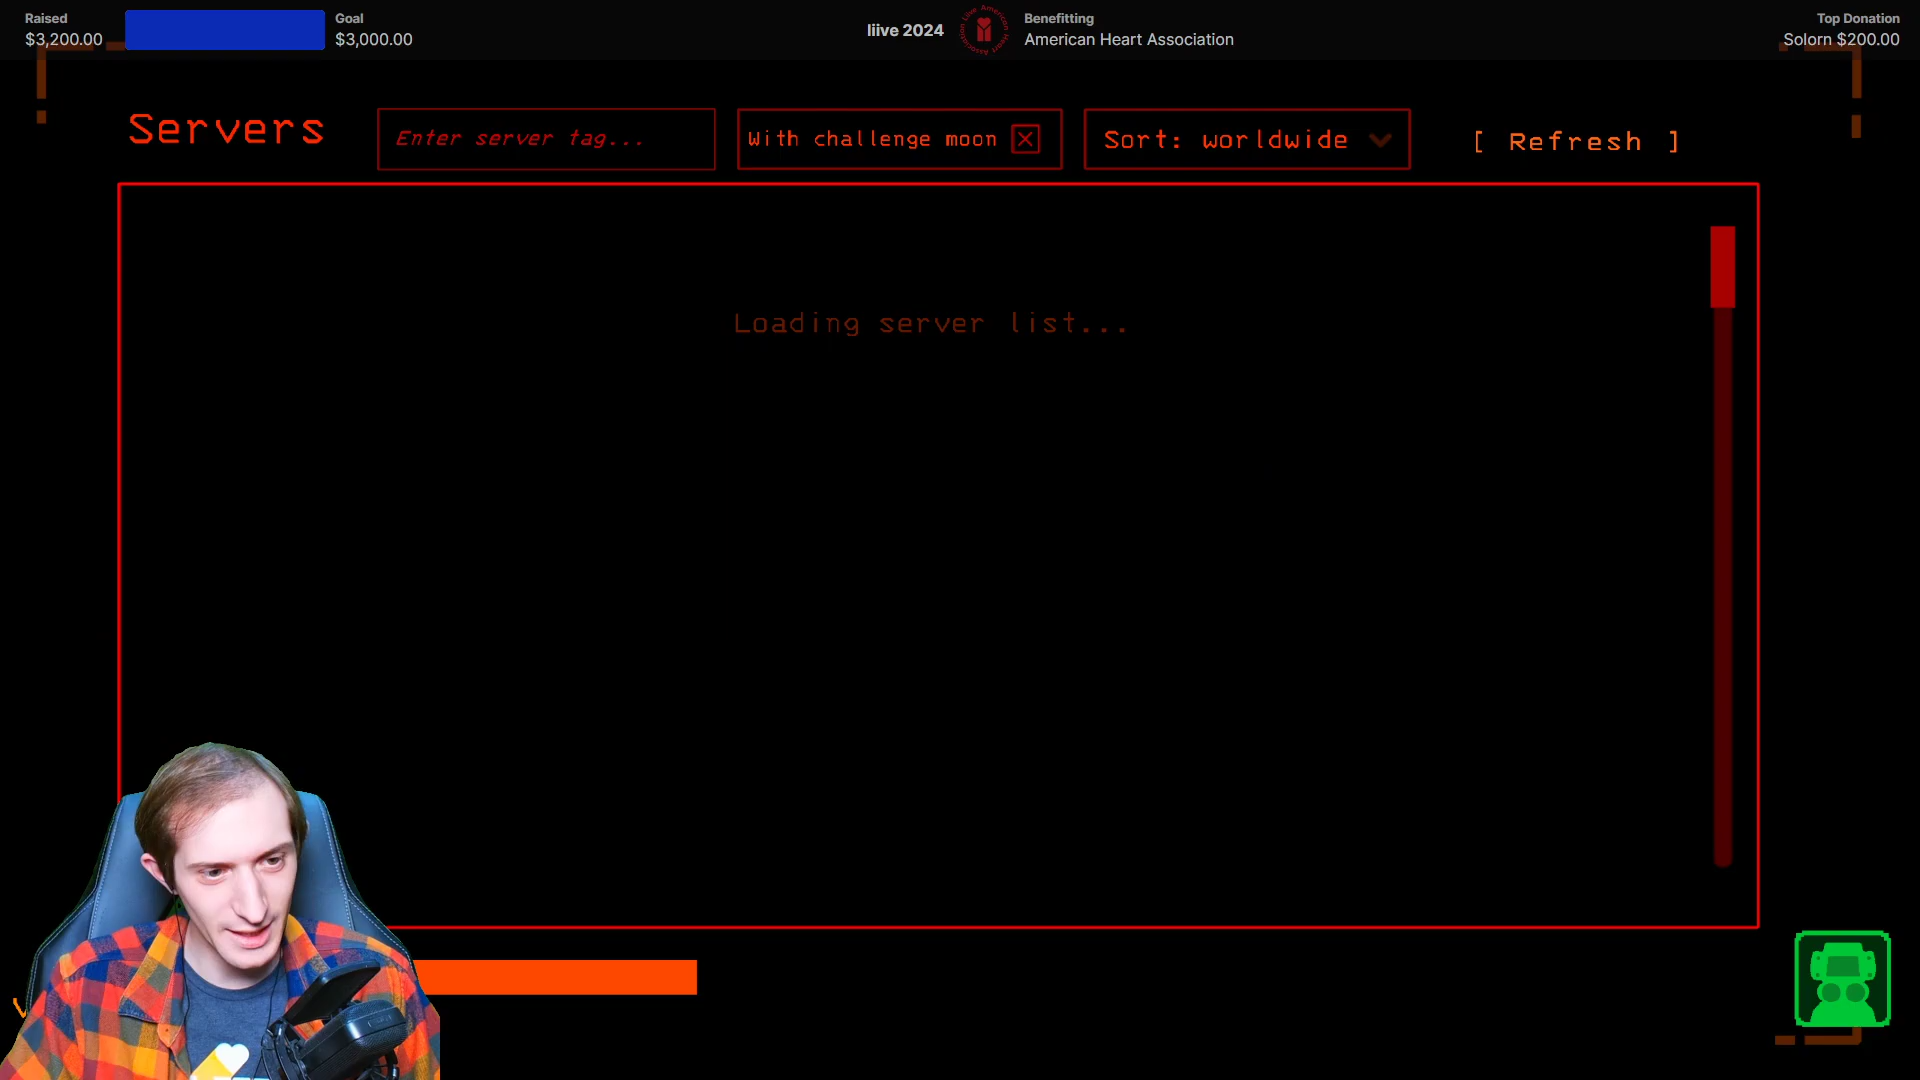 Raised
$3,200.00
Goal
$3,000.00
liive 2024
Benefitting
American Heart Association
Top Donation
Solorn $200.00
Servers
Enter server tag...
With challenge moon
Sort: worldwide
[ Refresh ]
Loading server list...